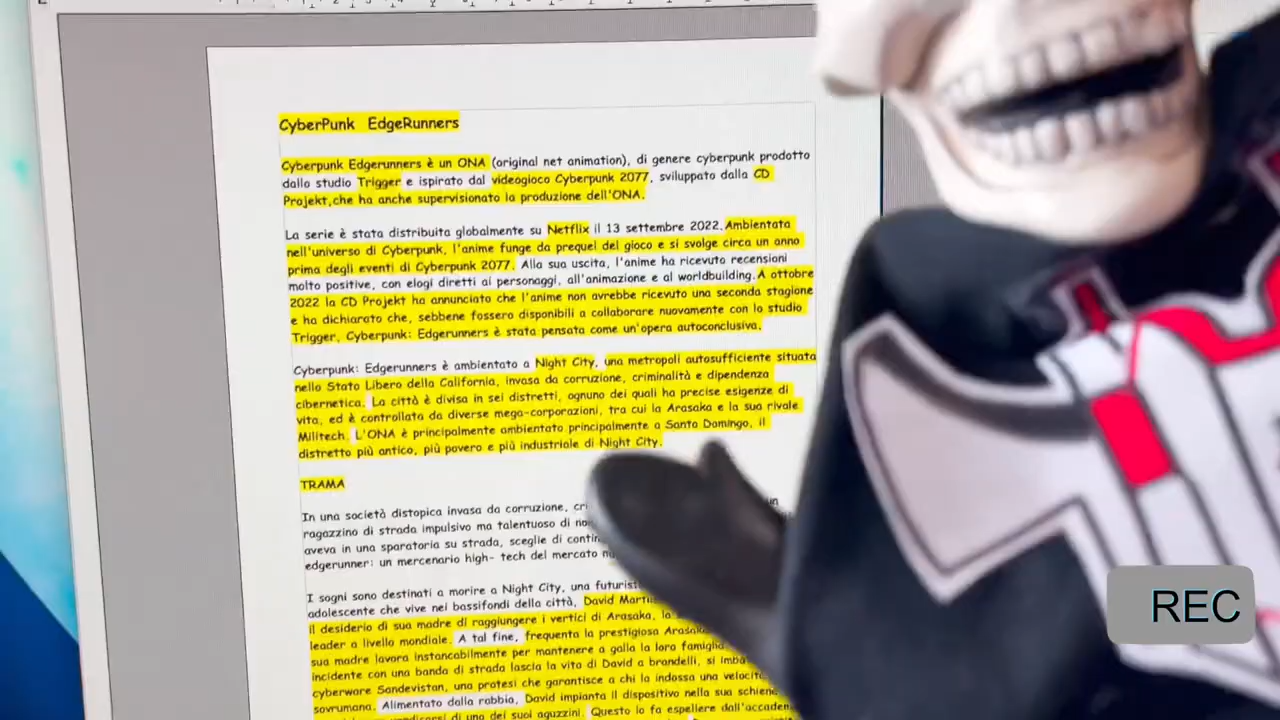 CyberPunk EdgeRunners
Cyberpunk Edgerunners è un ONA (original net animation), di genere cyberpunk prodotto
dallo studio Trigger e ispirato dal videogioco Cyberpunk 2077, sviluppato dalla CD
Projekt,che ha anche supervisionato la produzione dell'ONA.
La serie è stata distribuita globalmente su Netflix il 13 settembre 2022.Ambientata
nell'universo di Cyberpunk, l'anime funge da prequel del gioco e si svolge circa un anno
prima degli eventi di Cyberpunk 2077. Alla sua uscita, l'anime ha ricevuto recensioni
molto positive, con elogi diretti ai personaggi, all'animazione e al worldbuilding.A ottobre
2022 la CD Projekt ha annunciato che l'anime non avrebbe ricevuto una seconda stagione
e ha dichiarato che, sebbene fossero disponibili a collaborare nuovamente con lo studio
Trigger, Cyberpunk: Edgerunners è stata pensata come un'opera autoconclusiva.
Cyberpunk: Edgerunners è ambientato a Night City, una metropoli autosufficiente situata
nello Stato Libero della California, invasa da corruzione, criminalità e dipendenza
cibernetica. La città è divisa in sei distretti, ognuno dei quali ha precise esigenze di
vita, ed è controllata da diverse mega-corporazioni, tra cui la Arasaka e la sua rivale
Militech. L'ONA è principalmente ambientato principalmente a Santo Domingo, il
distretto più antico, più povero e più industriale di Night City.
TRAMA
In una società distopica invasa da corruzione, un
ragazzino di strada impulsivo ma talentuoso di
aveva in una sparatoria su strada, sceglie di
edgerunner: un mercenario high- tech del mercato
I sogni sono destinati a morire a Night City, una
adolescente che vive nei bassifondi della città, David
il desiderio di sua madre di raggiungere i vertici di Arasaka,
leader a livello mondiale. A tal fine, frequenta la prestigiosa
sua madre lavora instancabilmente per mantenere a galla la loro
incidente con una banda di strada lascia la vita di David a brandelli, si
cyberware Sandevistan, una protesi che garantisce a chi la indossa una
sovrumana. Alimentato dalla rabbia, David impianta il dispositivo nella sua
di uno dei suoi aguzzini. Questo lo fa espellere
REC